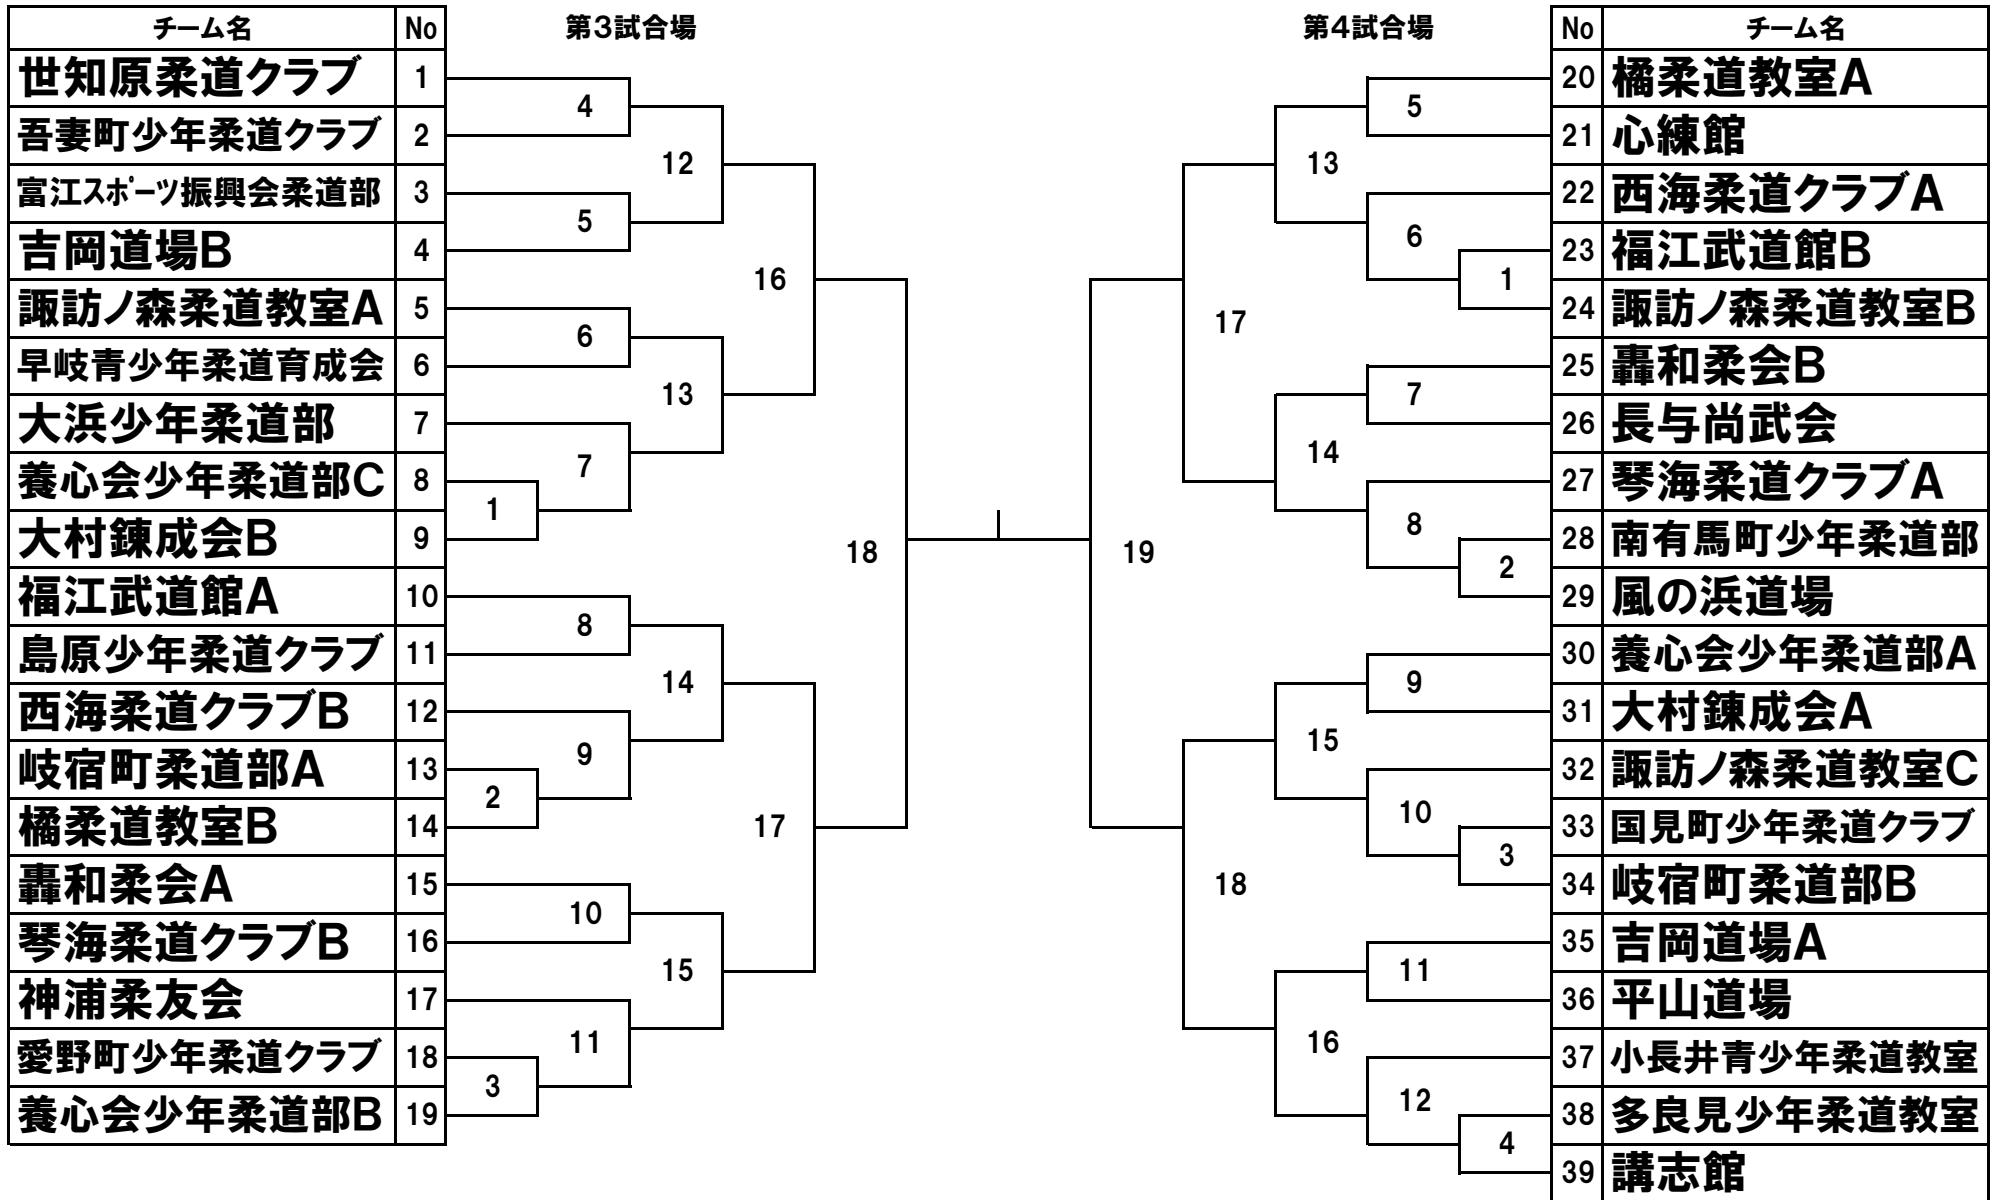 チーム名 No 第3試合場 第4試合場 No チーム名
世知原柔道クラブ 1
吾妻町少年柔道クラブ 2
富江スポーツ振興会柔道部 3
吉岡道場B 4
諏訪ノ森柔道教室A 5
早岐青少年柔道育成会 6
大浜少年柔道部 7
養心会少年柔道部C 8
大村錬成会B 9
福江武道館A 10
島原少年柔道クラブ 11
西海柔道クラブB 12
岐宿町柔道部A 13
橘柔道教室B 14
轟和柔会A 15
琴海柔道クラブB 16
神浦柔友会 17
愛野町少年柔道クラブ 18
養心会少年柔道部B 19
4
5
6
7
1
8
9
2
10
11
3
12
13
14
15
16
17
18
19
17
18
13
14
15
16
5
6
1
7
8
2
9
10
3
11
12
4
20 橘柔道教室A
21 心練館
22 西海柔道クラブA
23 福江武道館B
24 諏訪ノ森柔道教室B
25 轟和柔会B
26 長与尚武会
27 琴海柔道クラブA
28 南有馬町少年柔道部
29 風の浜道場
30 養心会少年柔道部A
31 大村錬成会A
32 諏訪ノ森柔道教室C
33 国見町少年柔道クラブ
34 岐宿町柔道部B
35 吉岡道場A
36 平山道場
37 小長井青少年柔道教室
38 多良見少年柔道教室
39 講志館